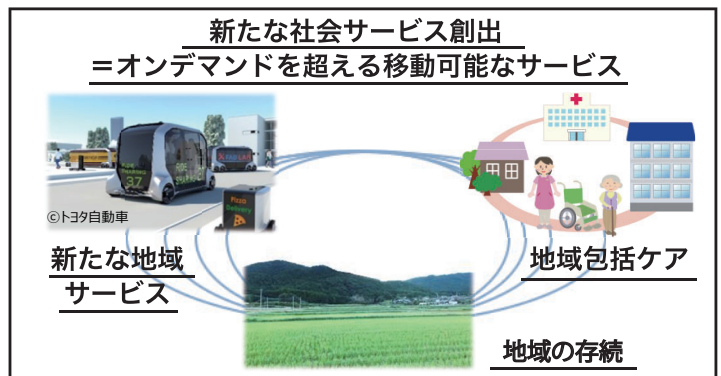 新たな社会サービス創出
＝オンデマンドを超える移動可能なサービス
Pizza
Delivery
©トヨタ自動車
新たな地域
サービス
地域包括ケア
地域の存続